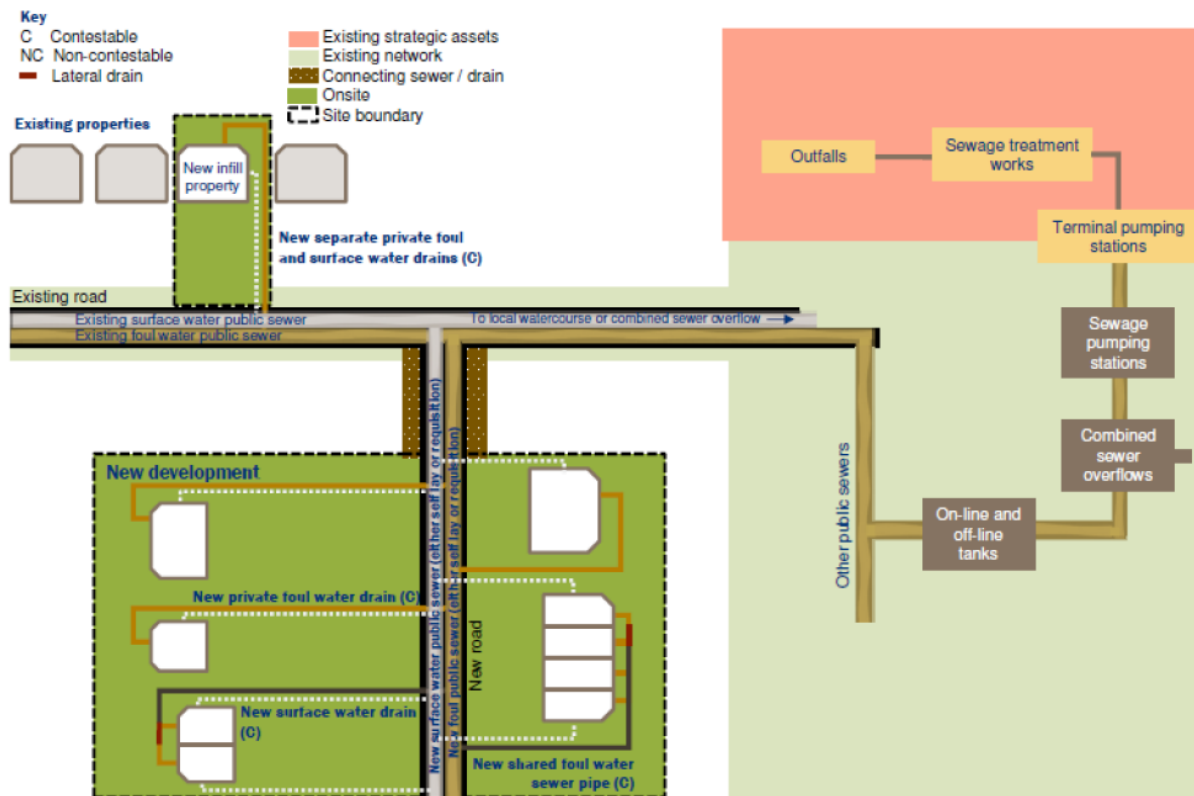 Key
C Contestable
NC Non-contestable
Lateral drain
Existing strategic assets
Existing network
Connecting sewer / drain
Onsite
Site boundary
Existing properties
New infill
property
New separate private foul
and surface water drains (C)
Existing road
Existing surface water public sewer
To local watercourse or combined sewer overflow
Existing foul water public sewer
Outfalls
Sewage treatment
works
Terminal pumping
stations
Sewage
pumping
stations
Combined
sewer
overflows
On-line and
off-line
tanks
Other public sewers
New development
New surface water public sewer (either self lay or requisition)
New foul public sewer (either self lay or requisition)
New road
New private foul water drain (C)
New surface water drain
(C)
New shared foul water
sewer pipe (C)